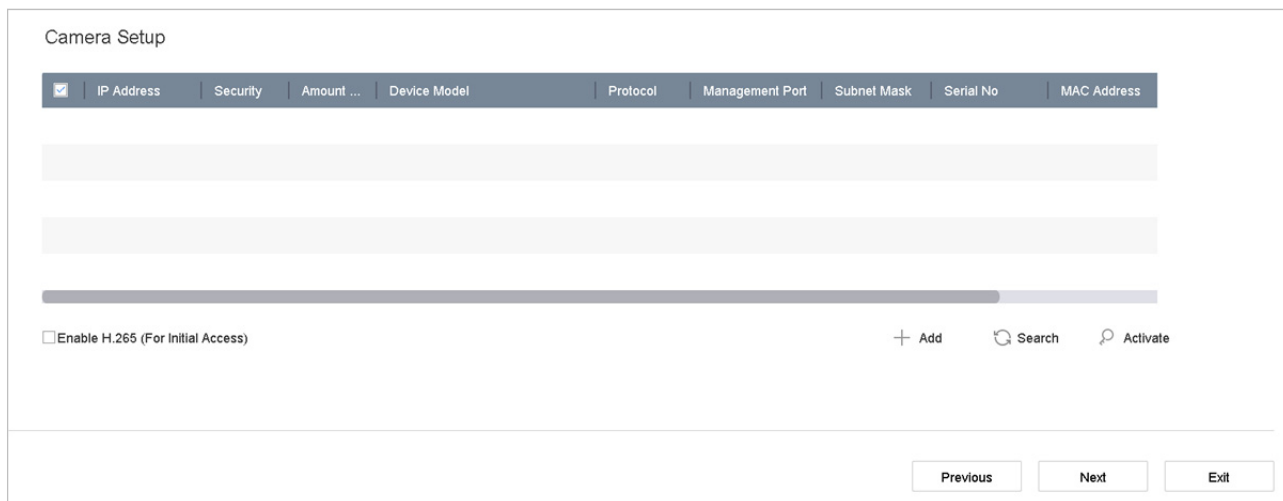 Camera Setup
IP Address Security Amount ... Device Model Protocol Management Port Subnet Mask Serial No MAC Address
Enable H.265 (For Initial Access) Add Search Activate
Previous Next Exit